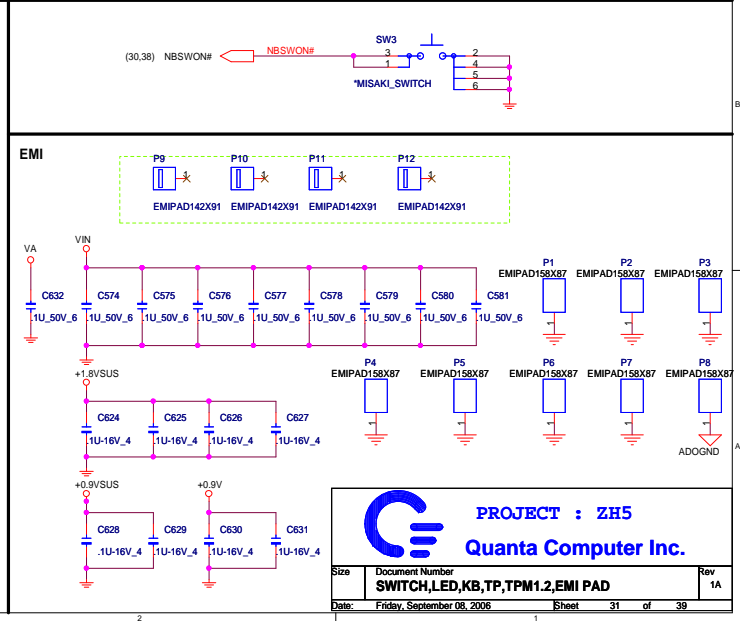 SW3
(30,38) NBSWON# NBSWON# 3 2
1 4
*MISAKI_SWITCH 5
6
B
EMI
P9 P10 P11 P12
1 1 1 1
EMIPAD142X91 EMIPAD142X91 EMIPAD142X91 EMIPAD142X91
VA VIN
P1 P2 P3
EMIPAD158X87 EMIPAD158X87 EMIPAD158X87
C632 C574 C575 C576 C577 C578 C579 C580 C581
.1U_50V_6 .1U_50V_6 .1U_50V_6 .1U_50V_6 .1U_50V_6 .1U_50V_6 .1U_50V_6 .1U_50V_6 .1U_50V_6
1 1 1
P4 P5 P6 P7 P8
EMIPAD158X87 EMIPAD158X87 EMIPAD158X87 EMIPAD158X87 EMIPAD158X87
+1.8VSUS
C624 C625 C626 C627
.1U-16V_4 .1U-16V_4 .1U-16V_4 .1U-16V_4
1 1 1 1 1
A
ADOGND
+0.9VSUS +0.9V
C628 C629 C630 C631
.1U-16V_4 .1U-16V_4 .1U-16V_4 .1U-16V_4
PROJECT : ZH5
Quanta Computer Inc.
Size Document Number Rev
SWITCH,LED,KB,TP,TPM1.2,EMI PAD 1A
Date: Friday, September 08, 2006 Sheet 31 of 39
2 1